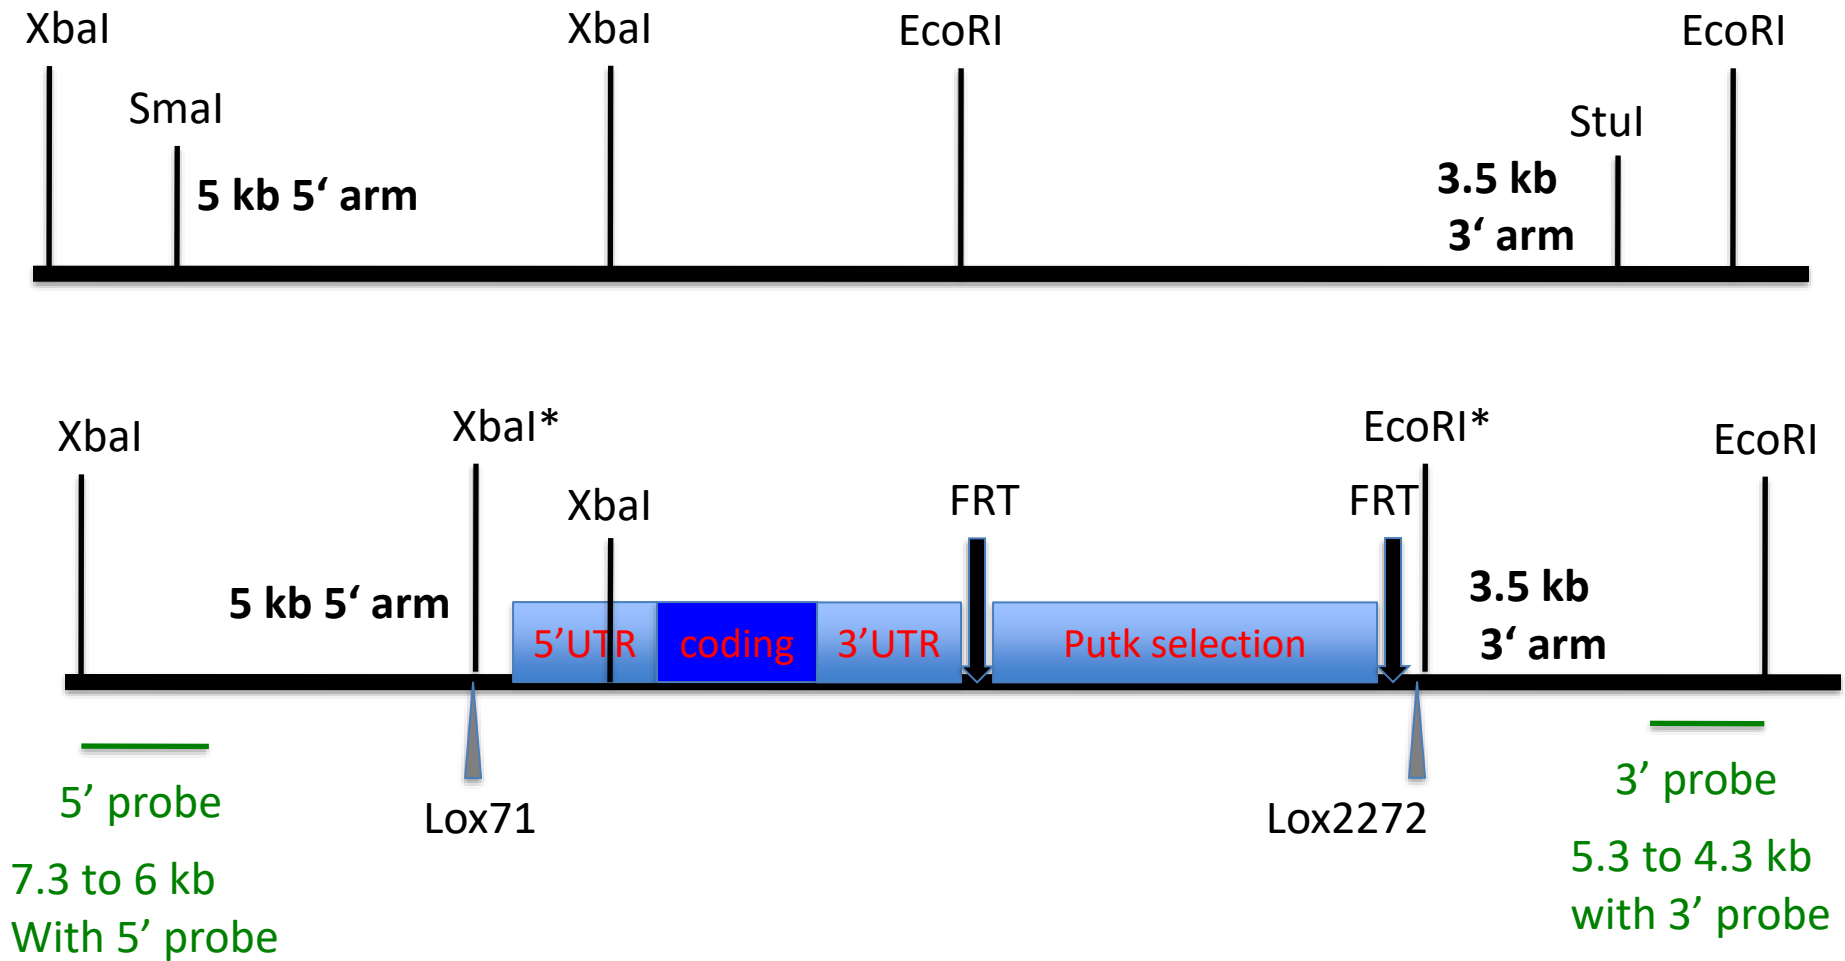 XbaI
XbaI
EcoRI
EcoRI
SmaI
StuI
5 kb 5‘ arm
3.5 kb
3‘ arm
XbaI
XbaI*
EcoRI*
EcoRI
XbaI
FRT
FRT
5 kb 5‘ arm
3.5 kb
3‘ arm
5’UTR
coding
3’UTR
Putk selection
5’ probe
Lox71
Lox2272
3’ probe
7.3 to 6 kb
With 5’ probe
5.3 to 4.3 kb
with 3’ probe